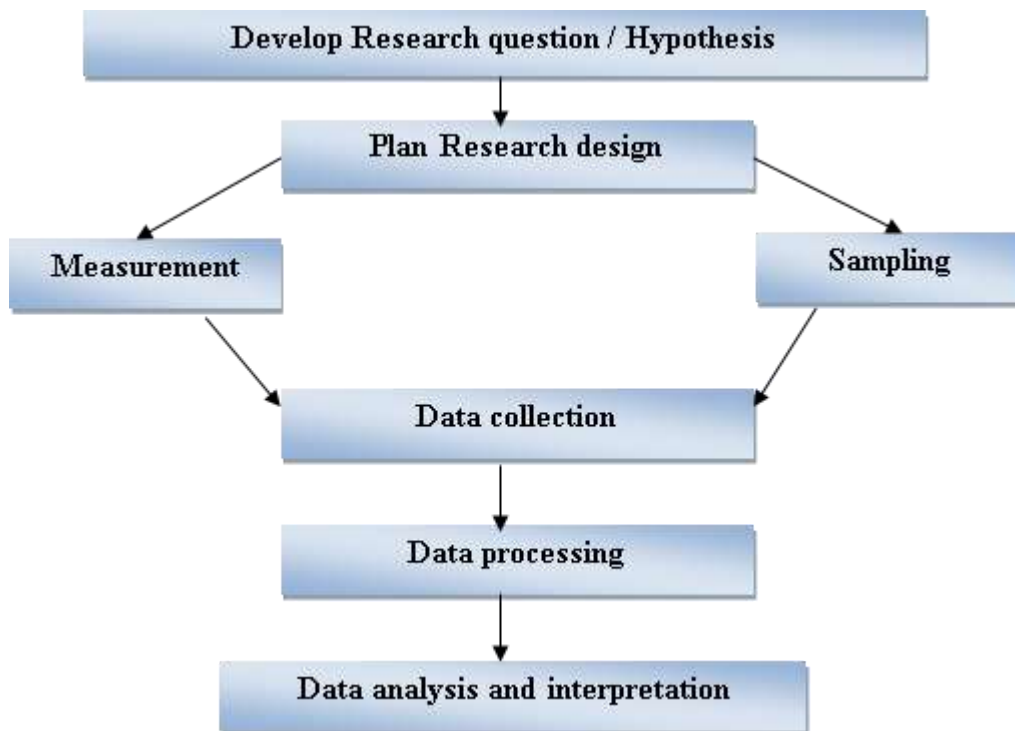 Develop Research question / Hypothesis
Plan Research design
Measurement
Sampling
Data collection
Data processing
Data analysis and interpretation